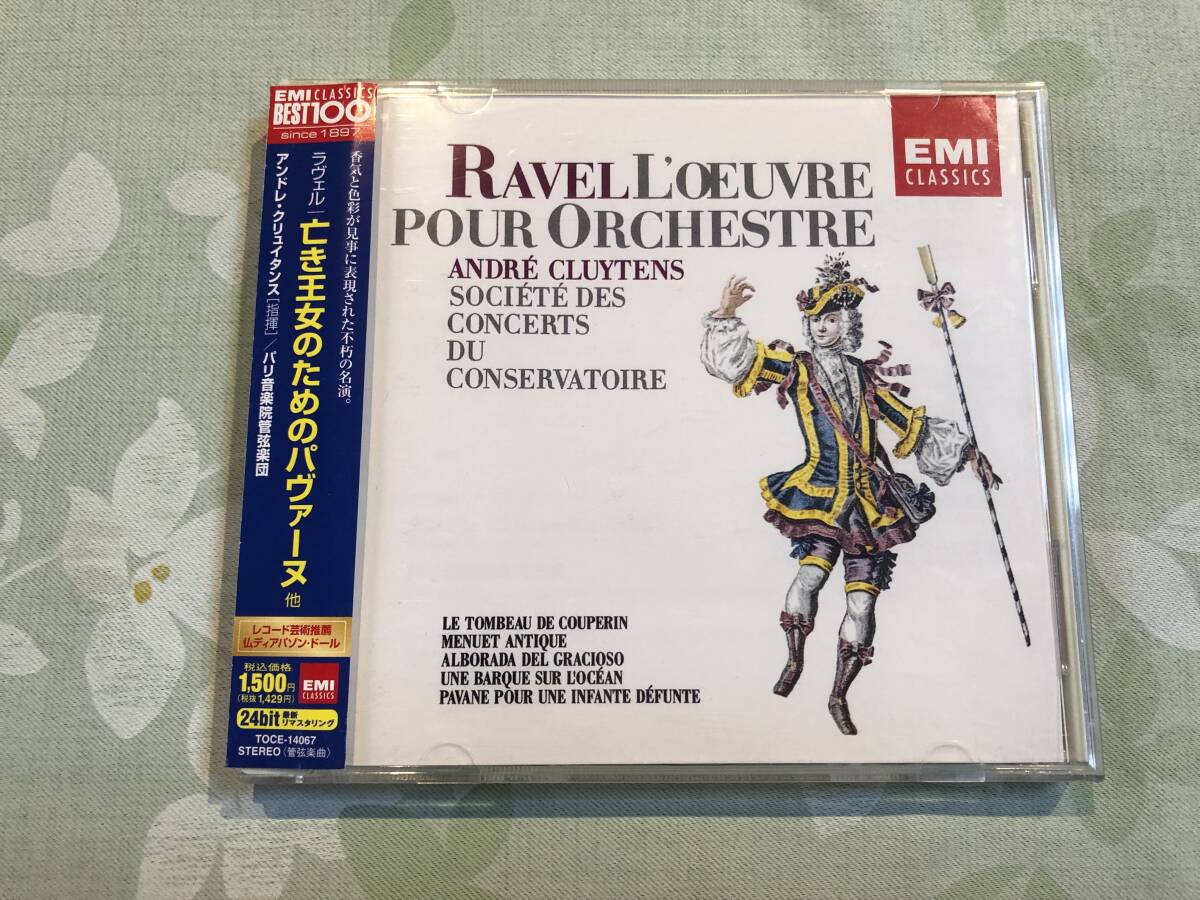 EMI CLASSICS
BEST100
since 1897
香気と色彩が見事に表現された不朽の名演。
ラヴェル|亡き王女のためのパヴァーヌ 他
アンドレ・クリュイタンス[指揮]/パリ音楽院管弦楽団
レコード芸術推薦
仏ディアパゾン・ドール
税込価格
1,500円
(税抜1,429円)
EMI
CLASSICS
24bit 最新リマスタリング
TOCE-14067
STEREO〈管弦楽曲〉
RAVEL L'ŒUVRE
POUR ORCHESTRE
ANDRÉ CLUYTENS
SOCIÉTÉ DES
CONCERTS
DU
CONSERVATOIRE
EMI
CLASSICS
LE TOMBEAU DE COUPERIN
MENUET ANTIQUE
ALBORADA DEL GRACIOSO
UNE BARQUE SUR L'OCÉAN
PAVANE POUR UNE INFANTE DÉFUNTE